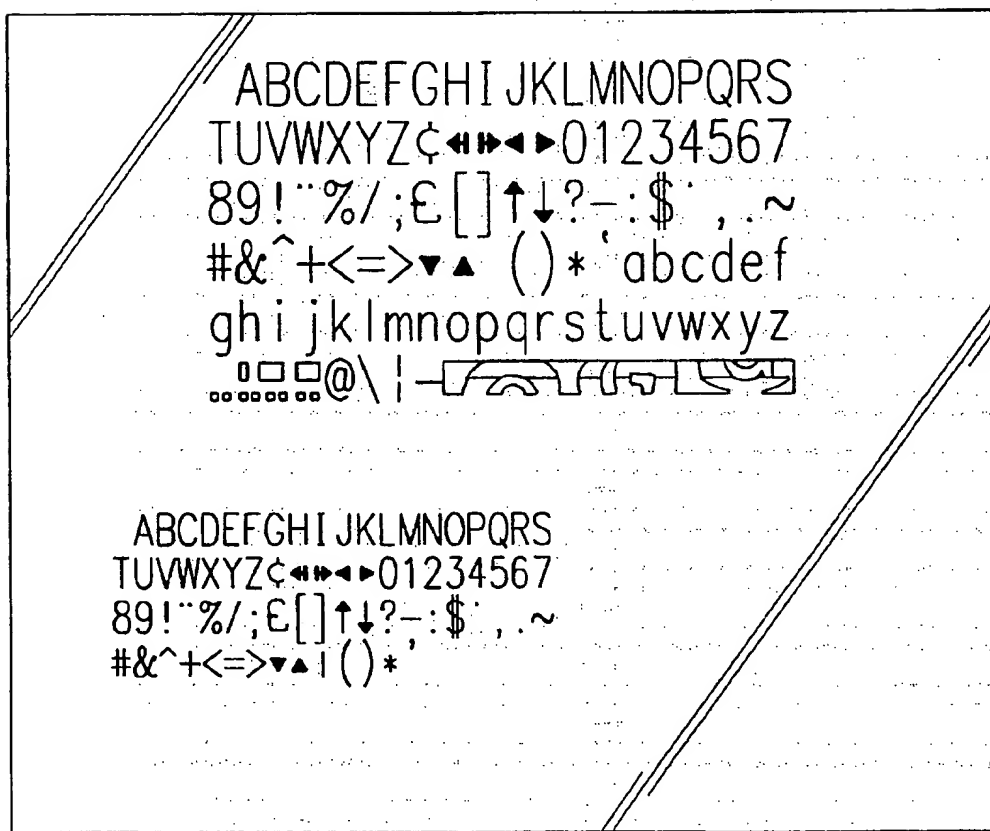 ABCDEFGHIJKLMNOPQRS
TUVWXYZ¢◀◀▶▶◀▶01234567
89!¨%/;£[]↑↓?-:$˙,.~
#&^+<=>▼▲ ()*‛abcdef
ghijklmnopqrstuvwxyz
@\¦–
ABCDEFGHIJKLMNOPQRS
TUVWXYZ¢◀◀▶▶◀▶01234567
89!¨%/;£[]↑↓?-:$˙,.~
#&^+<=>▼▲|()*’